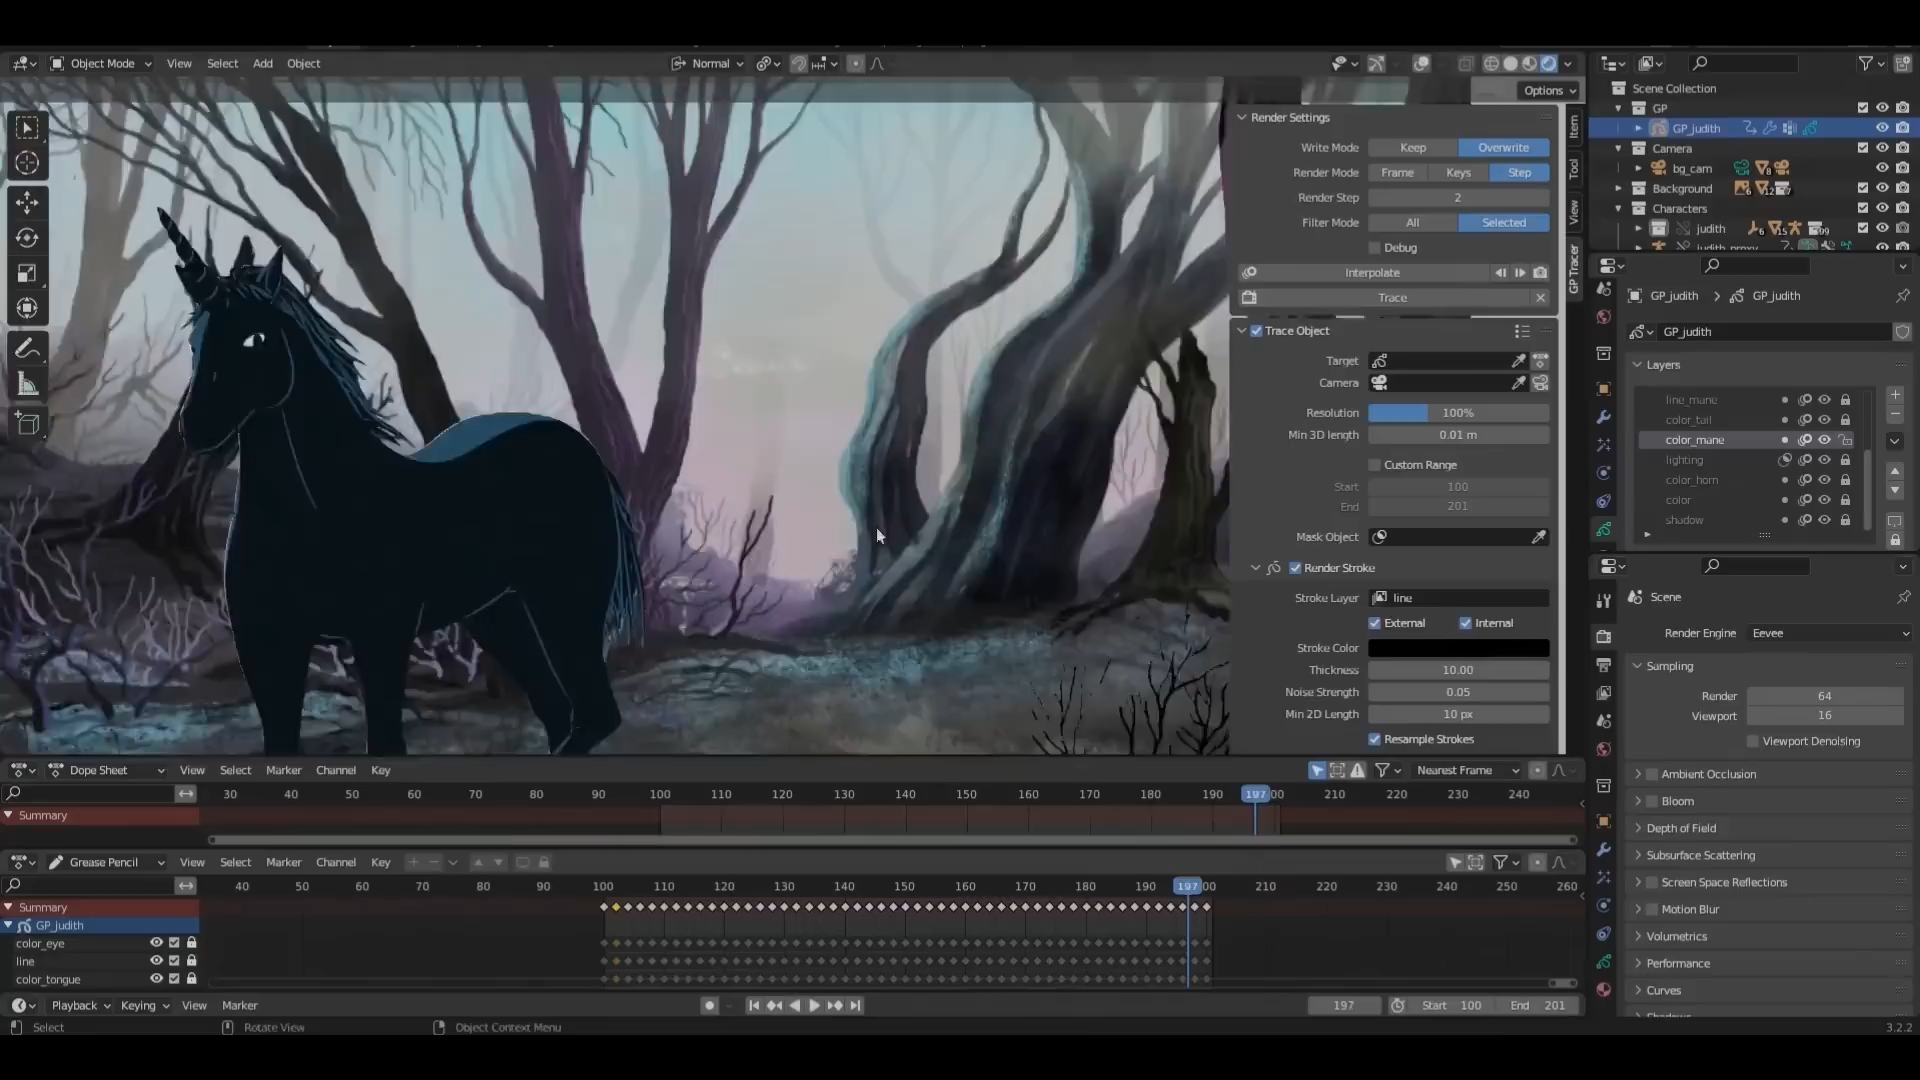 Object Mode View Select Add Object Normal
Options
Render Settings
Write Mode Keep Overwrite
Render Mode Frame Keys Step
Render Step 2
Filter Mode All Selected
Debug
Interpolate
Trace
Trace Object
Target
Camera
Resolution 100%
Min 3D length 0.01 m
Custom Range
Start 100
End 201
Mask Object
Render Stroke
Stroke Layer line
External Internal
Stroke Color
Thickness 10.00
Noise Strength 0.05
Min 2D Length 10 px
Resample Strokes
Item
Tool
View
GP Tracer
Scene Collection
GP
GP_judith
Camera
bg_cam
Background
Characters
judith
judith_proxy
GP_judith > GP_judith
GP_judith
Layers
line_mane
color_tail
color_mane
lighting
color_horn
color
shadow
Scene
Render Engine Eevee
Sampling
Render 64
Viewport 16
Viewport Denoising
Ambient Occlusion
Bloom
Depth of Field
Subsurface Scattering
Screen Space Reflections
Motion Blur
Volumetrics
Performance
Curves
Dope Sheet View Select Marker Channel Key Nearest Frame
30 40 50 60 70 80 90 100 110 120 130 140 150 160 170 180 190 197 00 210 220 230 240
Summary
Grease Pencil View Select Marker Channel Key
40 50 60 70 80 90 100 110 120 130 140 150 160 170 180 190 197 00 210 220 230 240 250 260
Summary
GP_judith
color_eye
line
color_tongue
Playback Keying View Marker 197 Start 100 End 201
Select Rotate View Object Context Menu 3.2.2